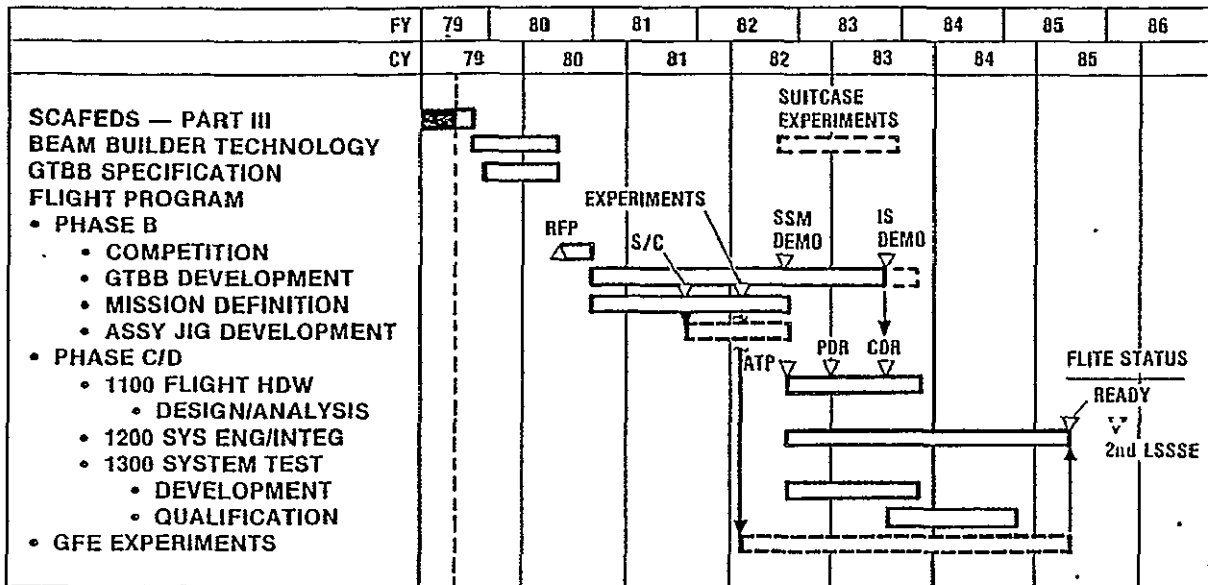 FY 79 80 81 82 83 84 85 86
CY 79 80 81 82 83 84 85
SUITCASE
EXPERIMENTS
SCAFEDS — PART III
BEAM BUILDER TECHNOLOGY
GTBB SPECIFICATION
FLIGHT PROGRAM
• PHASE B
EXPERIMENTS
RFP
S/C
SSM
DEMO
IS
DEMO
• COMPETITION
• GTBB DEVELOPMENT
• MISSION DEFINITION
• ASSY JIG DEVELOPMENT
• PHASE C/D
ATP PDR CDR
FLITE STATUS
• 1100 FLIGHT HDW
READY
• DESIGN/ANALYSIS
• 1200 SYS ENG/INTEG
2nd LSSSE
• 1300 SYSTEM TEST
• DEVELOPMENT
• QUALIFICATION
• GFE EXPERIMENTS